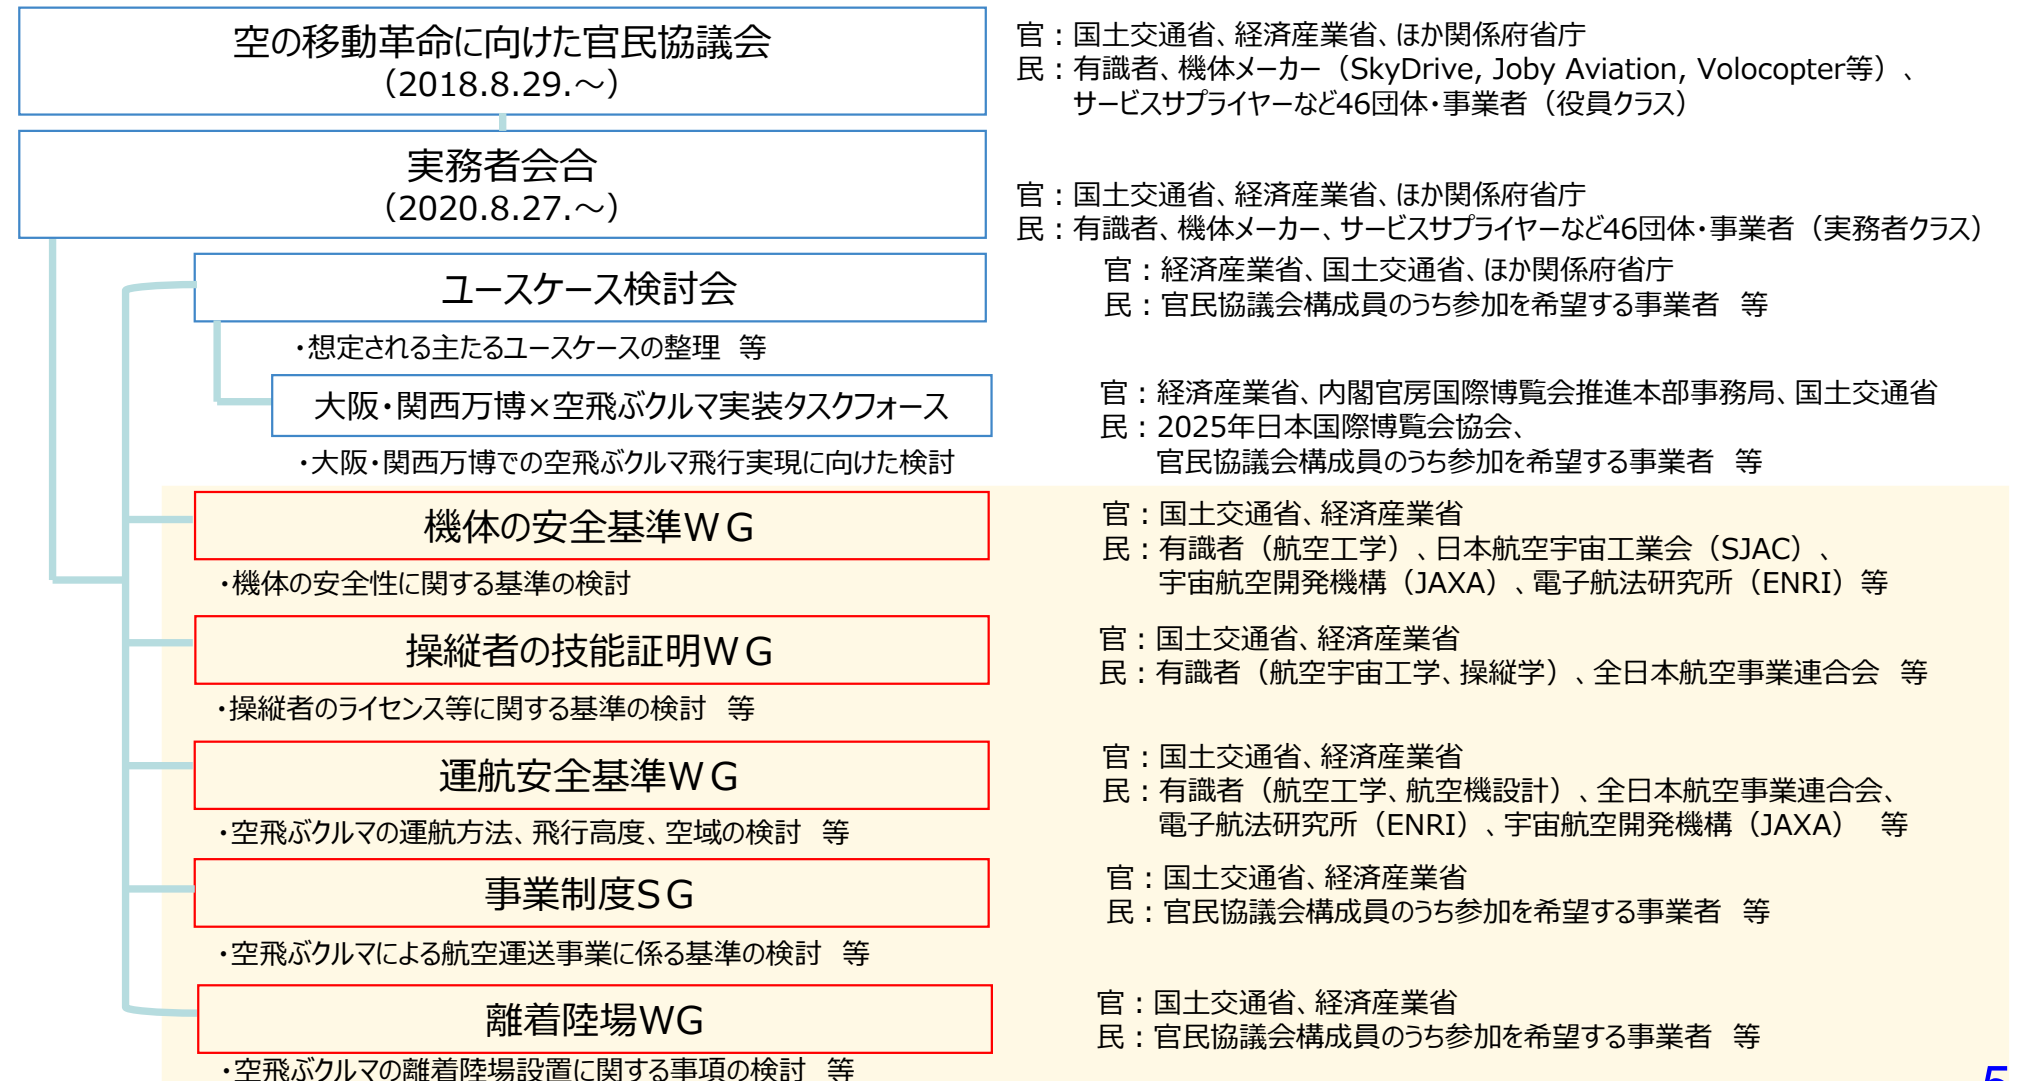 空の移動革命に向けた官民協議会
（2018.8.29.～）
官：国土交通省、経済産業省、ほか関係府省庁
民：有識者、機体メーカー（SkyDrive, Joby Aviation, Volocopter等）、
サービスサプライヤーなど46団体・事業者（役員クラス）
実務者会合
（2020.8.27.～）
官：国土交通省、経済産業省、ほか関係府省庁
民：有識者、機体メーカー、サービスサプライヤーなど46団体・事業者（実務者クラス）
ユースケース検討会
・想定される主たるユースケースの整理　等
官：経済産業省、国土交通省、ほか関係府省庁
民：官民協議会構成員のうち参加を希望する事業者　等
大阪・関西万博×空飛ぶクルマ実装タスクフォース
・大阪・関西万博での空飛ぶクルマ飛行実現に向けた検討
官：経済産業省、内閣官房国際博覧会推進本部事務局、国土交通省
民：2025年日本国際博覧会協会、
官民協議会構成員のうち参加を希望する事業者　等
機体の安全基準ＷＧ
・機体の安全性に関する基準の検討
官：国土交通省、経済産業省
民：有識者（航空工学）、日本航空宇宙工業会（SJAC）、
宇宙航空開発機構（JAXA）、電子航法研究所（ENRI）等
操縦者の技能証明ＷＧ
・操縦者のライセンス等に関する基準の検討　等
官：国土交通省、経済産業省
民：有識者（航空宇宙工学、操縦学）、全日本航空事業連合会　等
運航安全基準ＷＧ
・空飛ぶクルマの運航方法、飛行高度、空域の検討　等
官：国土交通省、経済産業省
民：有識者（航空工学、航空機設計）、全日本航空事業連合会、
電子航法研究所（ENRI）、宇宙航空開発機構（JAXA）　等
事業制度ＳＧ
・空飛ぶクルマによる航空運送事業に係る基準の検討　等
官：国土交通省、経済産業省
民：官民協議会構成員のうち参加を希望する事業者　等
離着陸場WG
・空飛ぶクルマの離着陸場設置に関する事項の検討　等
官：国土交通省、経済産業省
民：官民協議会構成員のうち参加を希望する事業者　等
5